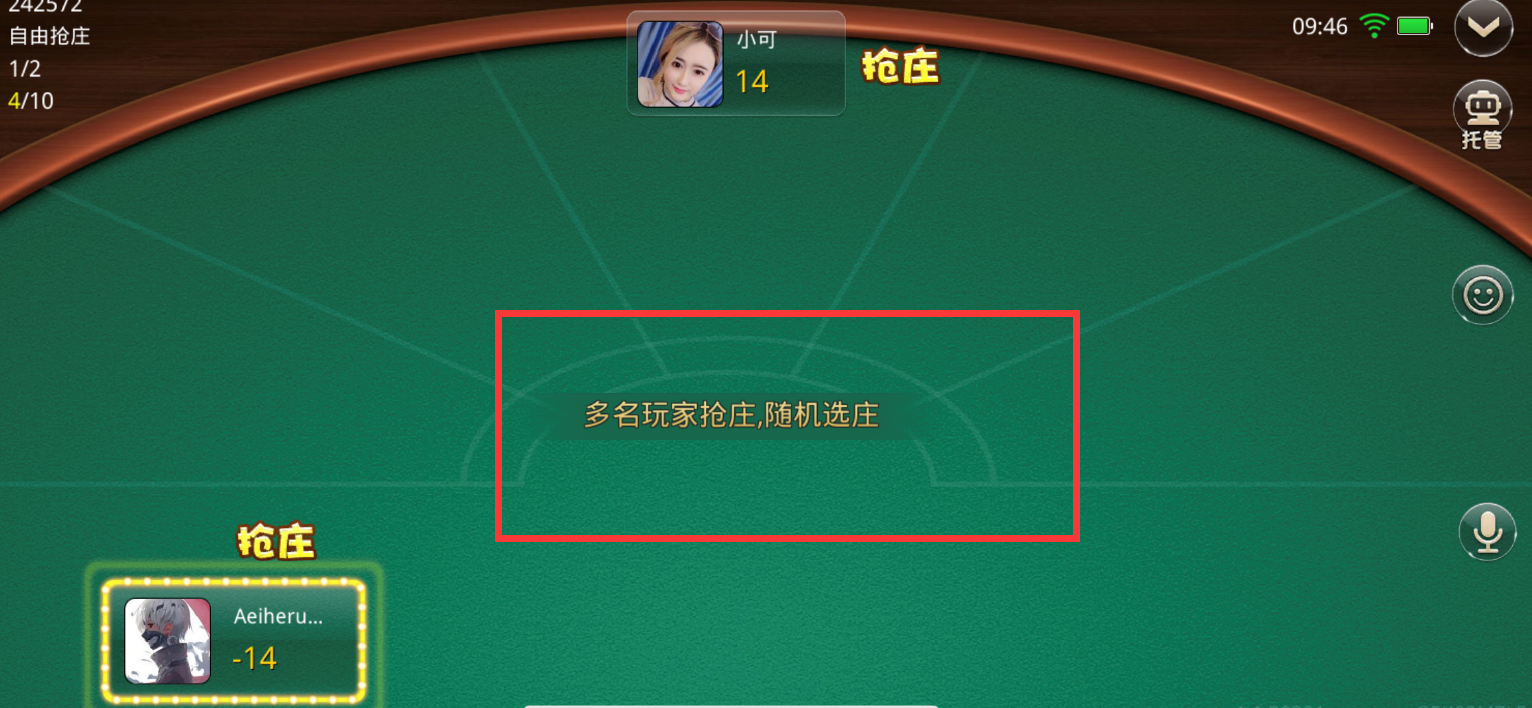 242572
自由抢庄
1/2
4/10
小可
14
抢庄
09:46
托管
多名玩家抢庄,随机选庄
抢庄
Aeiheru...
-14